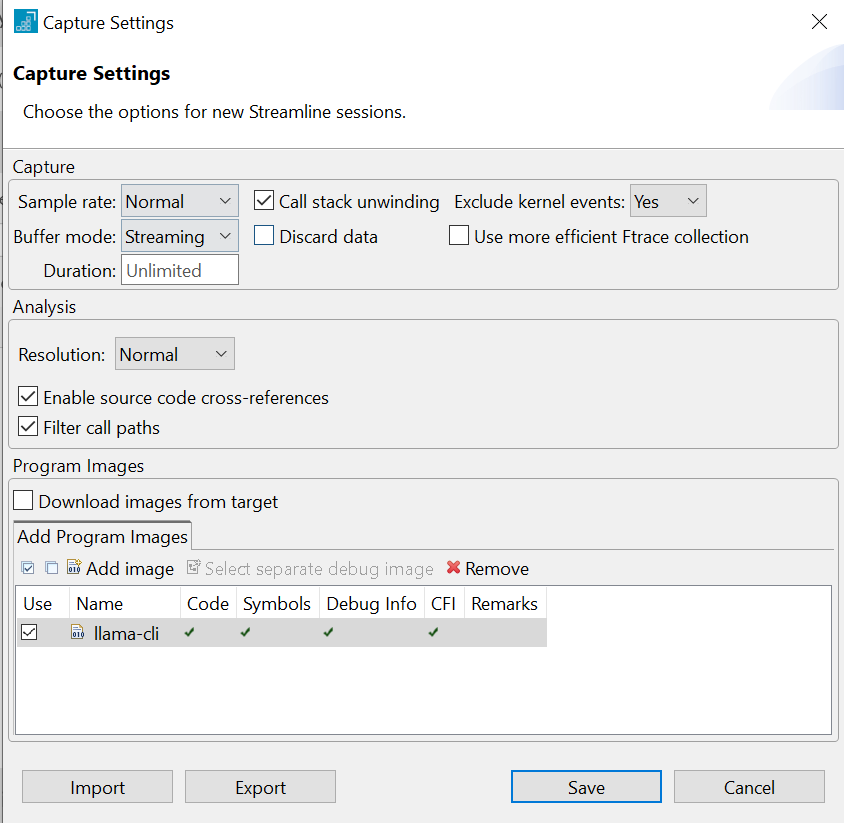 Capture Settings
Capture Settings
Choose the options for new Streamline sessions.
Capture
Sample rate: Normal Call stack unwinding Exclude kernel events: Yes
Buffer mode: Streaming Discard data Use more efficient Ftrace collection
Duration: Unlimited
Analysis
Resolution: Normal
Enable source code cross-references
Filter call paths
Program Images
Download images from target
Add Program Images
Add image Select separate debug image Remove
Use Name Code Symbols Debug Info CFI Remarks
llama-cli
Import Export Save Cancel